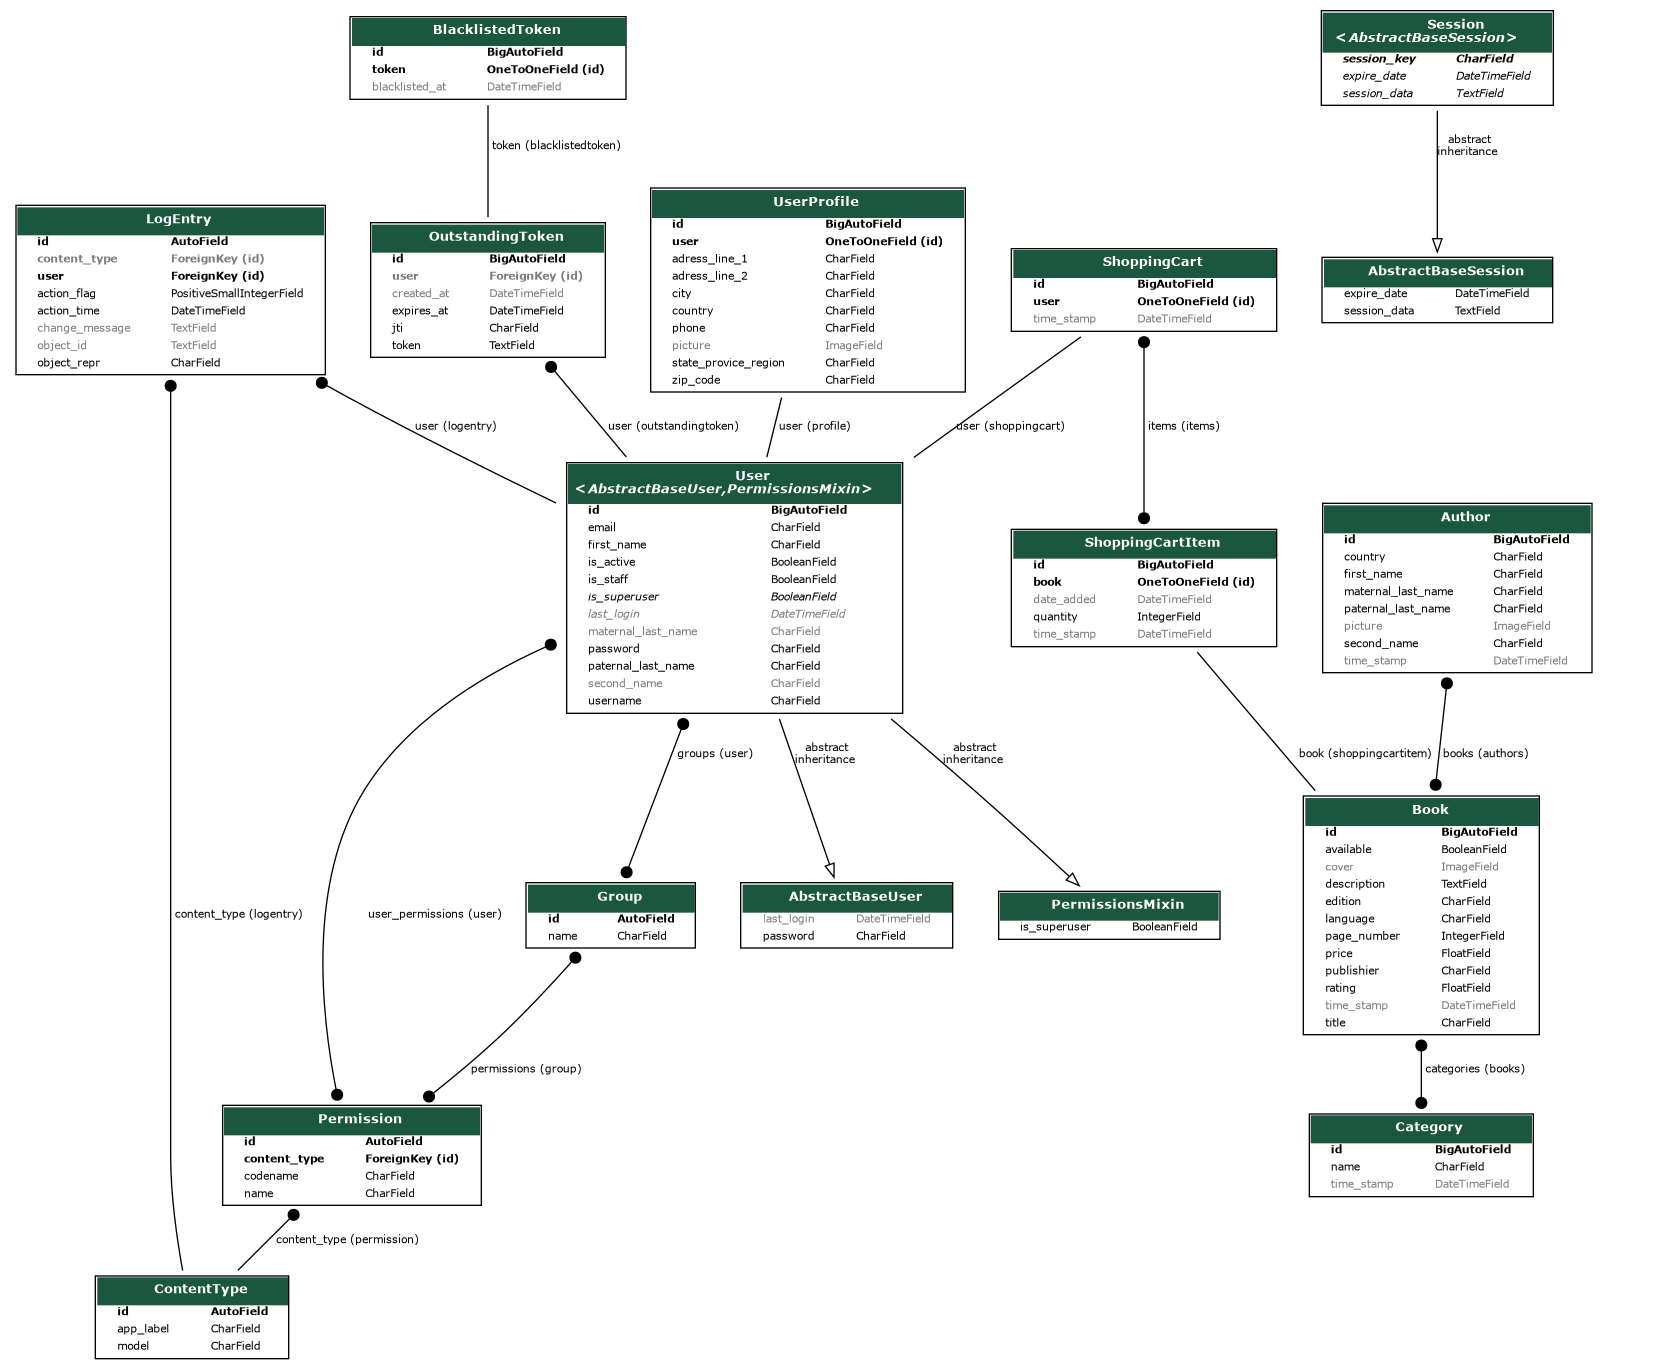 BlacklistedToken
id BigAutoField
token OneToOneField (id)
blacklisted_at DateTimeField
Session
<AbstractBaseSession>
session_key CharField
expire_date DateTimeField
session_data TextField
token (blacklistedtoken)
abstract
inheritance
LogEntry
id AutoField
content_type ForeignKey (id)
user ForeignKey (id)
action_flag PositiveSmallIntegerField
action_time DateTimeField
change_message TextField
object_id TextField
object_repr CharField
OutstandingToken
id BigAutoField
user ForeignKey (id)
created_at DateTimeField
expires_at DateTimeField
jti CharField
token TextField
UserProfile
id BigAutoField
user OneToOneField (id)
adress_line_1 CharField
adress_line_2 CharField
city CharField
country CharField
phone CharField
picture ImageField
state_provice_region CharField
zip_code CharField
ShoppingCart
id BigAutoField
user OneToOneField (id)
time_stamp DateTimeField
AbstractBaseSession
expire_date DateTimeField
session_data TextField
user (logentry)
user (outstandingtoken)
user (profile)
user (shoppingcart)
items (items)
User
<AbstractBaseUser,PermissionsMixin>
id BigAutoField
email CharField
first_name CharField
is_active BooleanField
is_staff BooleanField
is_superuser BooleanField
last_login DateTimeField
maternal_last_name CharField
password CharField
paternal_last_name CharField
second_name CharField
username CharField
ShoppingCartItem
id BigAutoField
book OneToOneField (id)
date_added DateTimeField
quantity IntegerField
time_stamp DateTimeField
Author
id BigAutoField
country CharField
first_name CharField
maternal_last_name CharField
paternal_last_name CharField
picture ImageField
second_name CharField
time_stamp DateTimeField
groups (user)
abstract
inheritance
abstract
inheritance
book (shoppingcartitem)
books (authors)
Book
id BigAutoField
available BooleanField
cover ImageField
description TextField
edition CharField
language CharField
page_number IntegerField
price FloatField
publishier CharField
rating FloatField
time_stamp DateTimeField
title CharField
content_type (logentry)
user_permissions (user)
Group
id AutoField
name CharField
AbstractBaseUser
last_login DateTimeField
password CharField
PermissionsMixin
is_superuser BooleanField
permissions (group)
categories (books)
Permission
id AutoField
content_type ForeignKey (id)
codename CharField
name CharField
Category
id BigAutoField
name CharField
time_stamp DateTimeField
content_type (permission)
ContentType
id AutoField
app_label CharField
model CharField